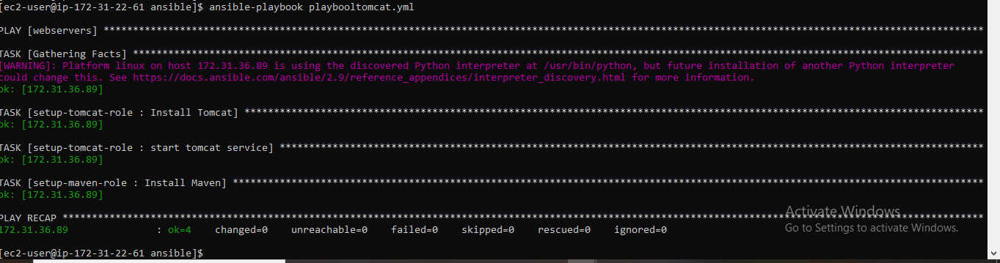 [ec2-user@ip-172-31-22-61 ansible]$ ansible-playbook playbooltomcat.yml
PLAY [webservers] ******************************************************************************************************************************************************
TASK [Gathering Facts] *************************************************************************************************************************************************
[WARNING]: Platform linux on host 172.31.36.89 is using the discovered Python interpreter at /usr/bin/python, but future installation of another Python interpreter
could change this. See https://docs.ansible.com/ansible/2.9/reference_appendices/interpreter_discovery.html for more information.
ok: [172.31.36.89]
TASK [setup-tomcat-role : Install Tomcat] ******************************************************************************************************************************
ok: [172.31.36.89]
TASK [setup-tomcat-role : start tomcat service] ************************************************************************************************************************
ok: [172.31.36.89]
TASK [setup-maven-role : Install Maven] ********************************************************************************************************************************
ok: [172.31.36.89]
PLAY RECAP *************************************************************************************************************************************************************
172.31.36.89               : ok=4    changed=0    unreachable=0    failed=0    skipped=0    rescued=0    ignored=0
Activate Windows
Go to Settings to activate Windows.
[ec2-user@ip-172-31-22-61 ansible]$